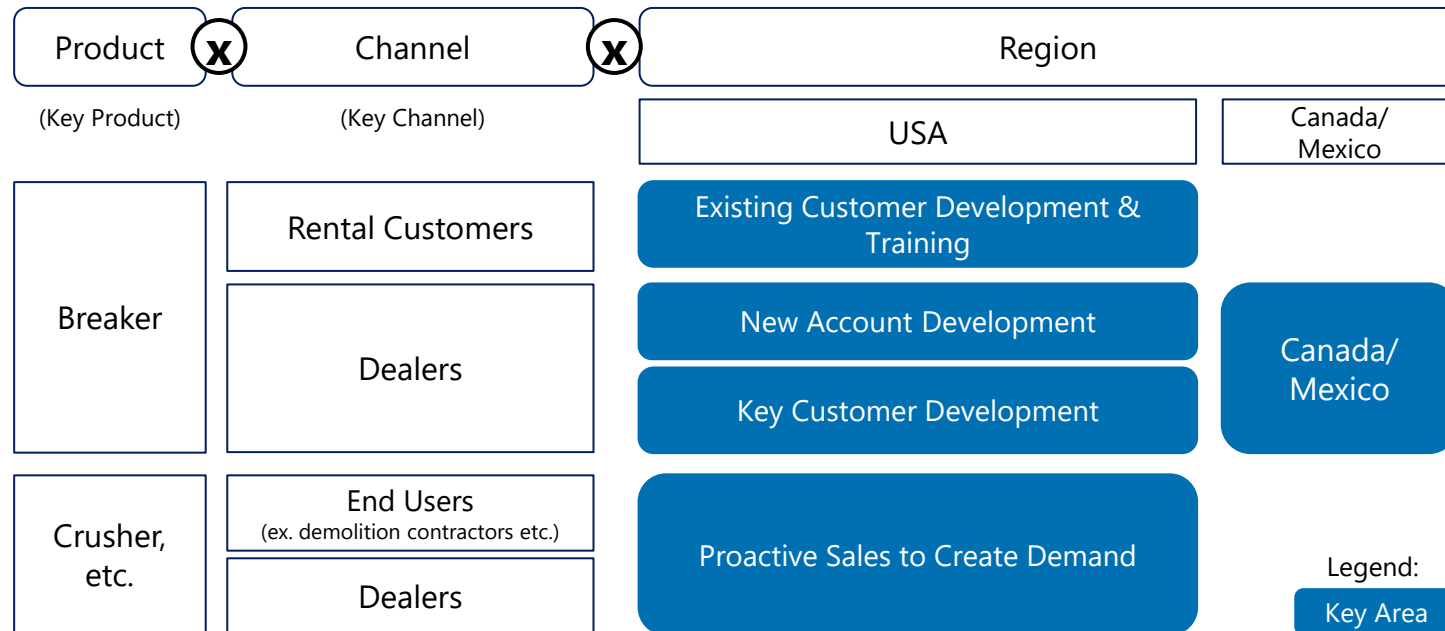 Product
x
Channel
x
Region
(Key Product)
(Key Channel)
USA
Canada/
Mexico
Breaker
Rental Customers
Existing Customer Development &
Training
Dealers
New Account Development
Key Customer Development
Canada/
Mexico
Crusher,
etc.
End Users
(ex. demolition contractors etc.)
Dealers
Proactive Sales to Create Demand
Legend:
Key Area